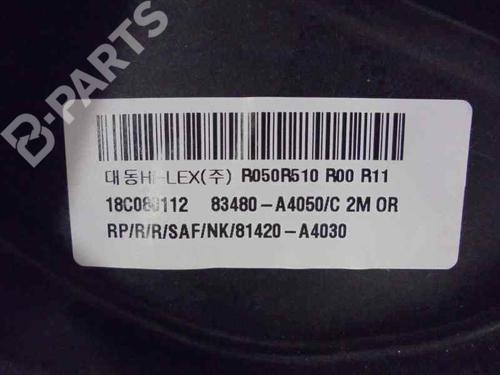 B-PARTS
대동HI-LEX(주) R050R510 R00 R11
83480-A4050/C 2M OR
RP/R/R/SAF/NK/81420-A4030